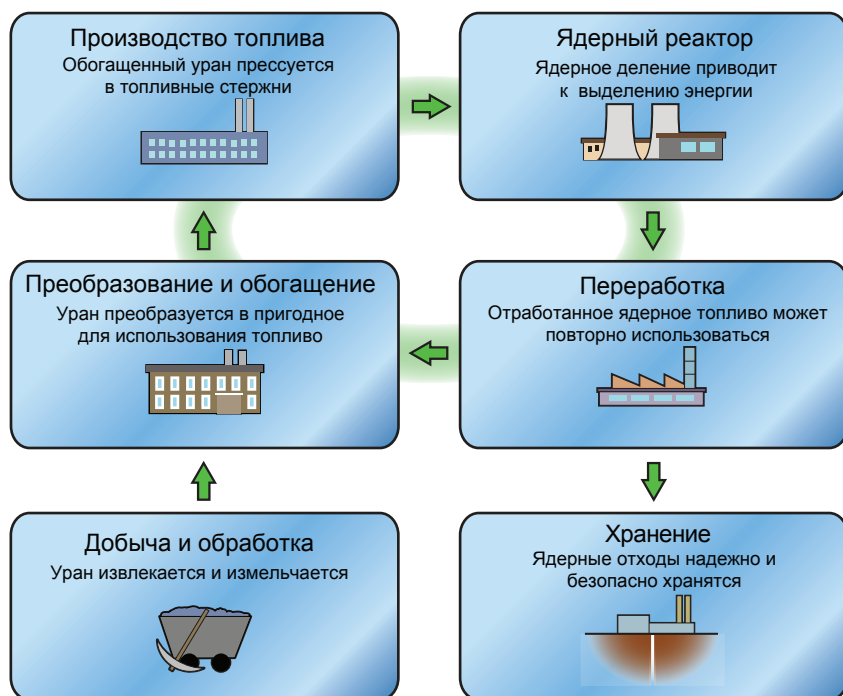 Производство топлива
Обогащенный уран прессуется
в топливные стержни
Ядерный реактор
Ядерное деление приводит
к выделению энергии
Преобразование и обогащение
Уран преобразуется в пригодное
для использования топливо
Переработка
Отработанное ядерное топливо может
повторно использоваться
Добыча и обработка
Уран извлекается и измельчается
Хранение
Ядерные отходы надежно и
безопасно хранятся